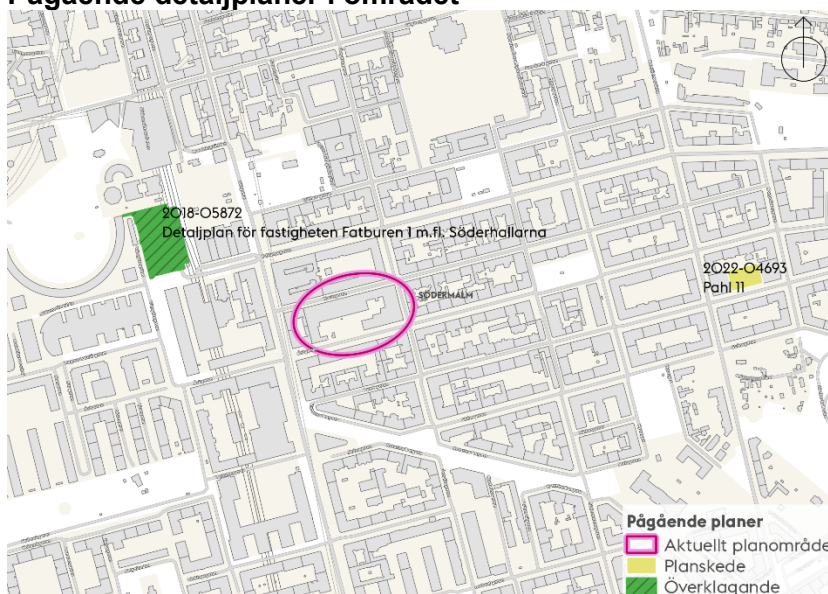 Pågående detaljplaner i området
2018-05872
Detaljplan för fastigheten Fatburen 1 m.fl, Söderhallarna
2022-04693
Pahl 11
SÖDERMALM
Pågående planer
Aktuellt planområde
Planskede
Överklagande